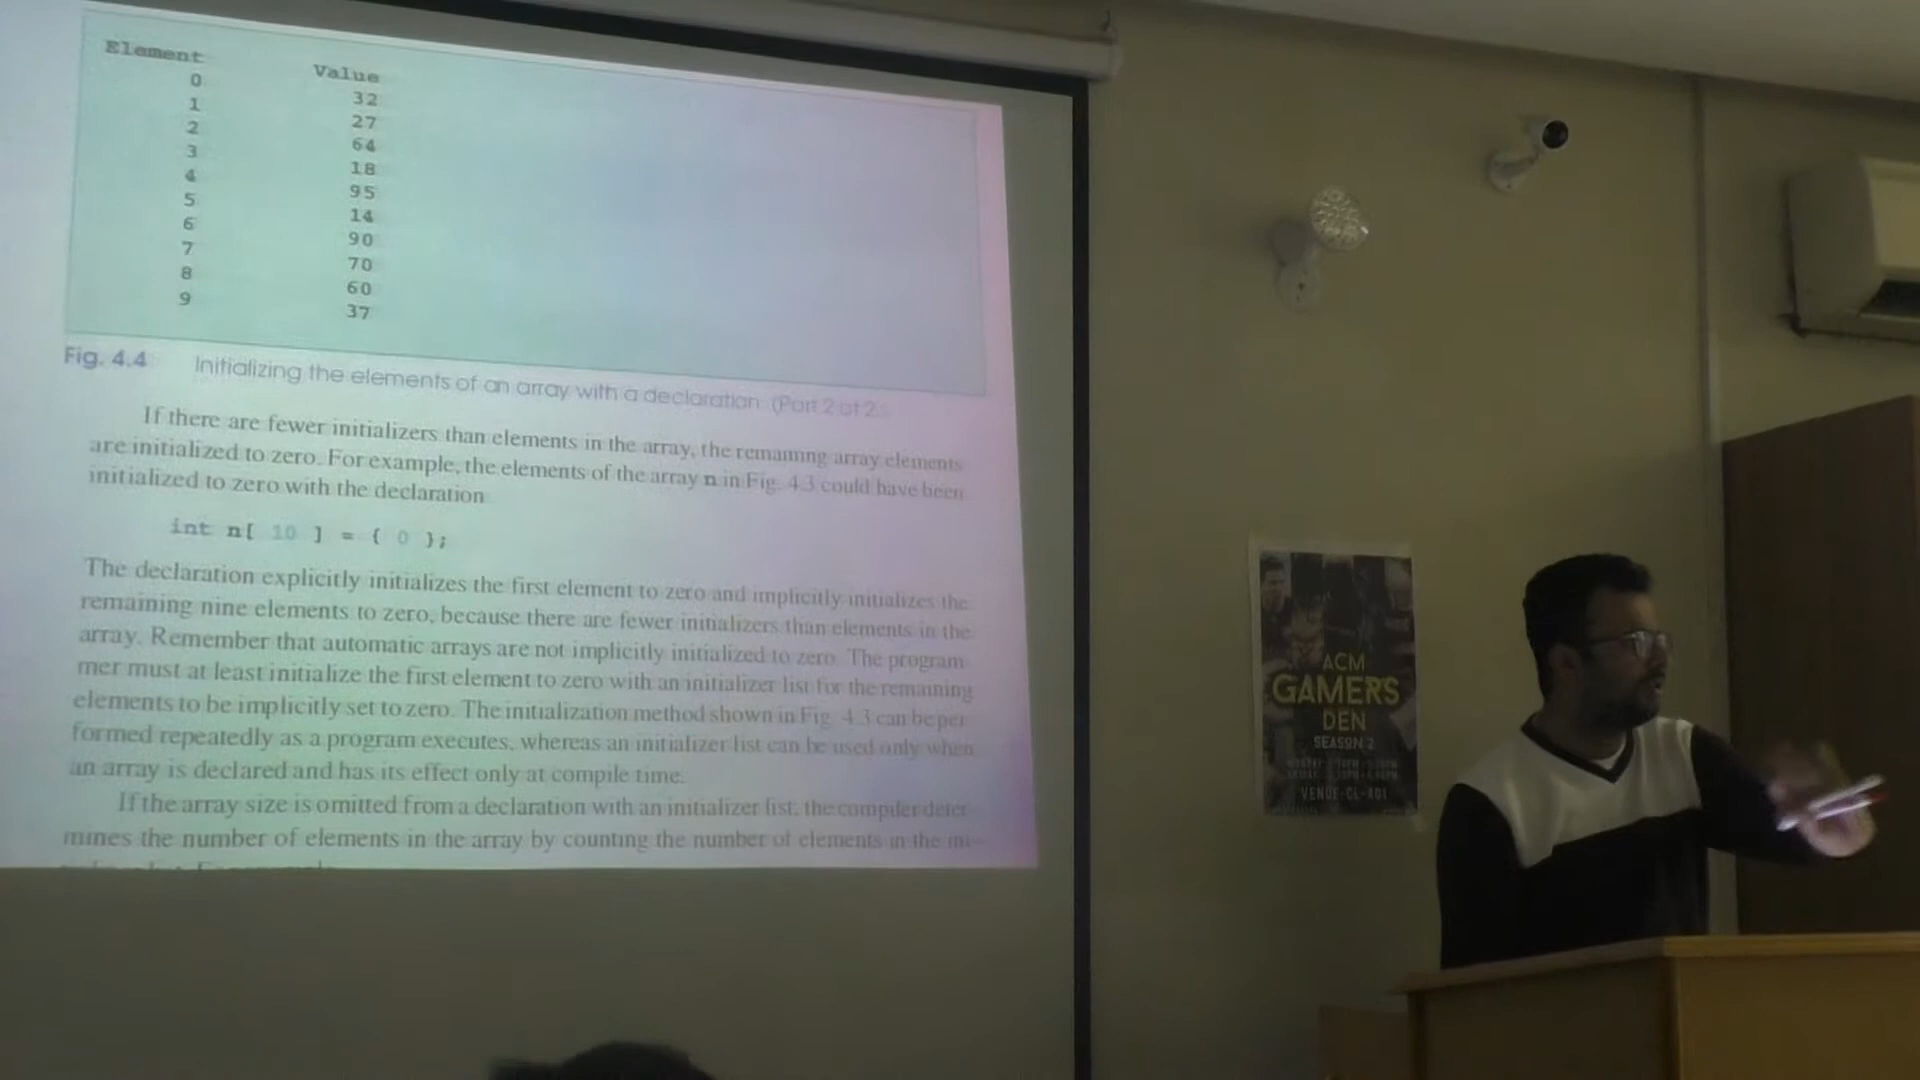 Element Value
0 32
1 27
2 64
3 18
4 95
5 14
6 90
7 70
8 60
9 37
Fig. 4.4 Initializing the elements of an array with a declaration. (Part 2 of 2.)
If there are fewer initializers than elements in the array, the remaining array elements
are initialized to zero. For example, the elements of the array n in Fig. 4.3 could have been
initialized to zero with the declaration
int n[ 10 ] = { 0 };
The declaration explicitly initializes the first element to zero and implicitly initializes the
remaining nine elements to zero, because there are fewer initializers than elements in the
array. Remember that automatic arrays are not implicitly initialized to zero. The program-
mer must at least initialize the first element to zero with an initializer list for the remaining
elements to be implicitly set to zero. The initialization method shown in Fig. 4.3 can be per-
formed repeatedly as a program executes, whereas an initializer list can be used only when
an array is declared and has its effect only at compile time.
If the array size is omitted from a declaration with an initializer list, the compiler deter-
mines the number of elements in the array by counting the number of elements in the ini-
ACM
GAMERS
DEN
SEASON 2
VENUE-CL-401